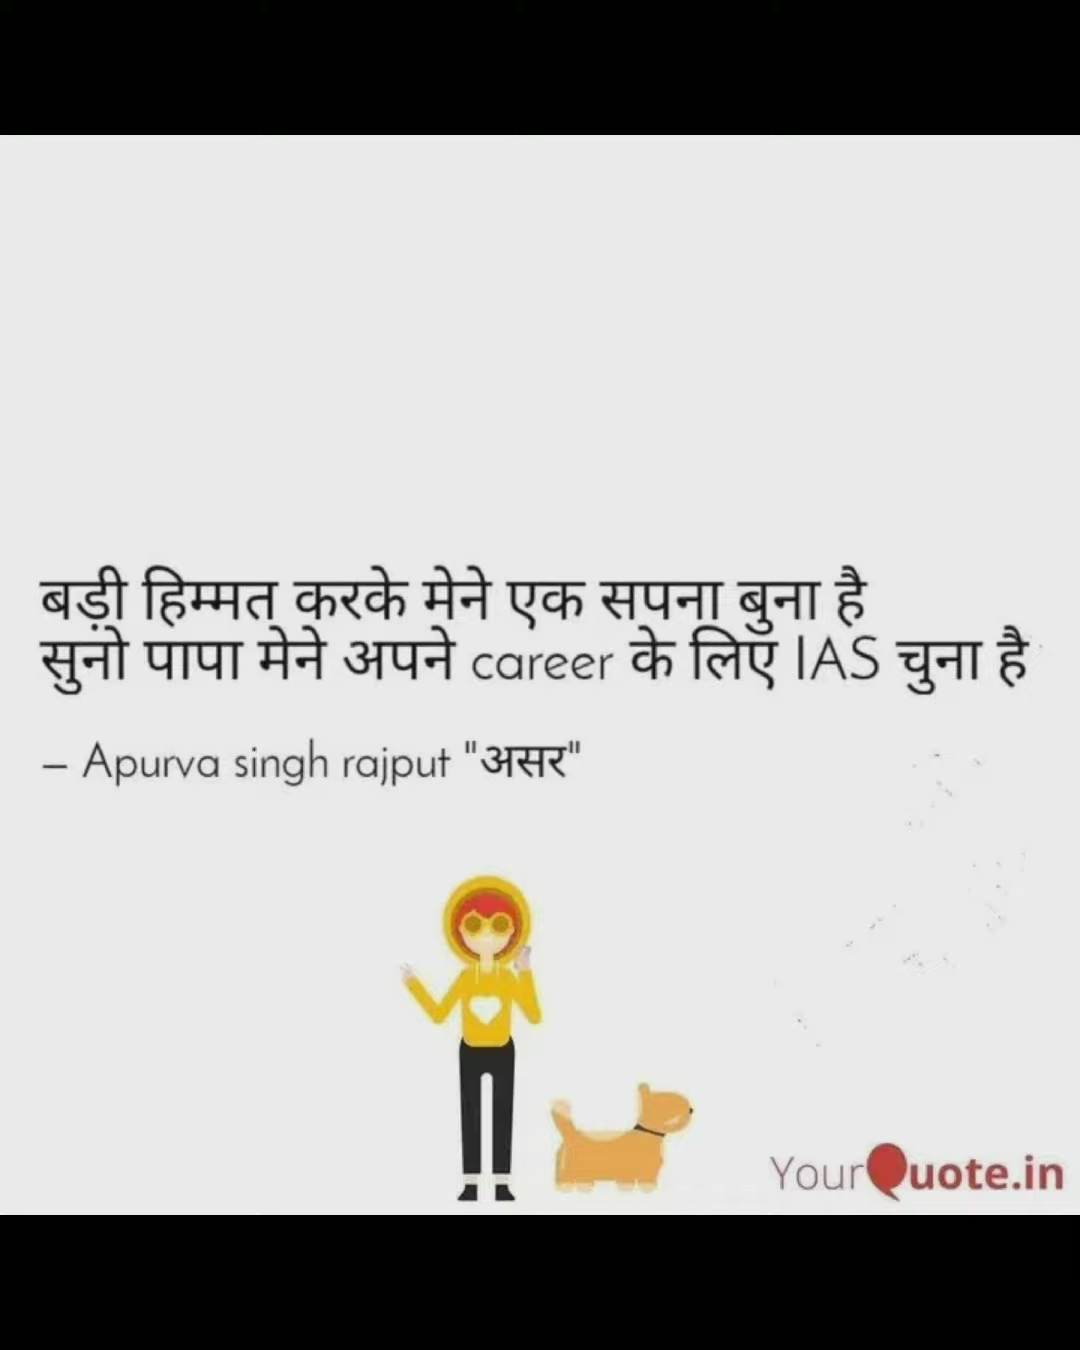 बड़ी हिम्मत करके मेने एक सपना बुना है
सुनो पापा मेने अपने career के लिए IAS चुना है
– Apurva singh rajput "असर"
YourQuote.in